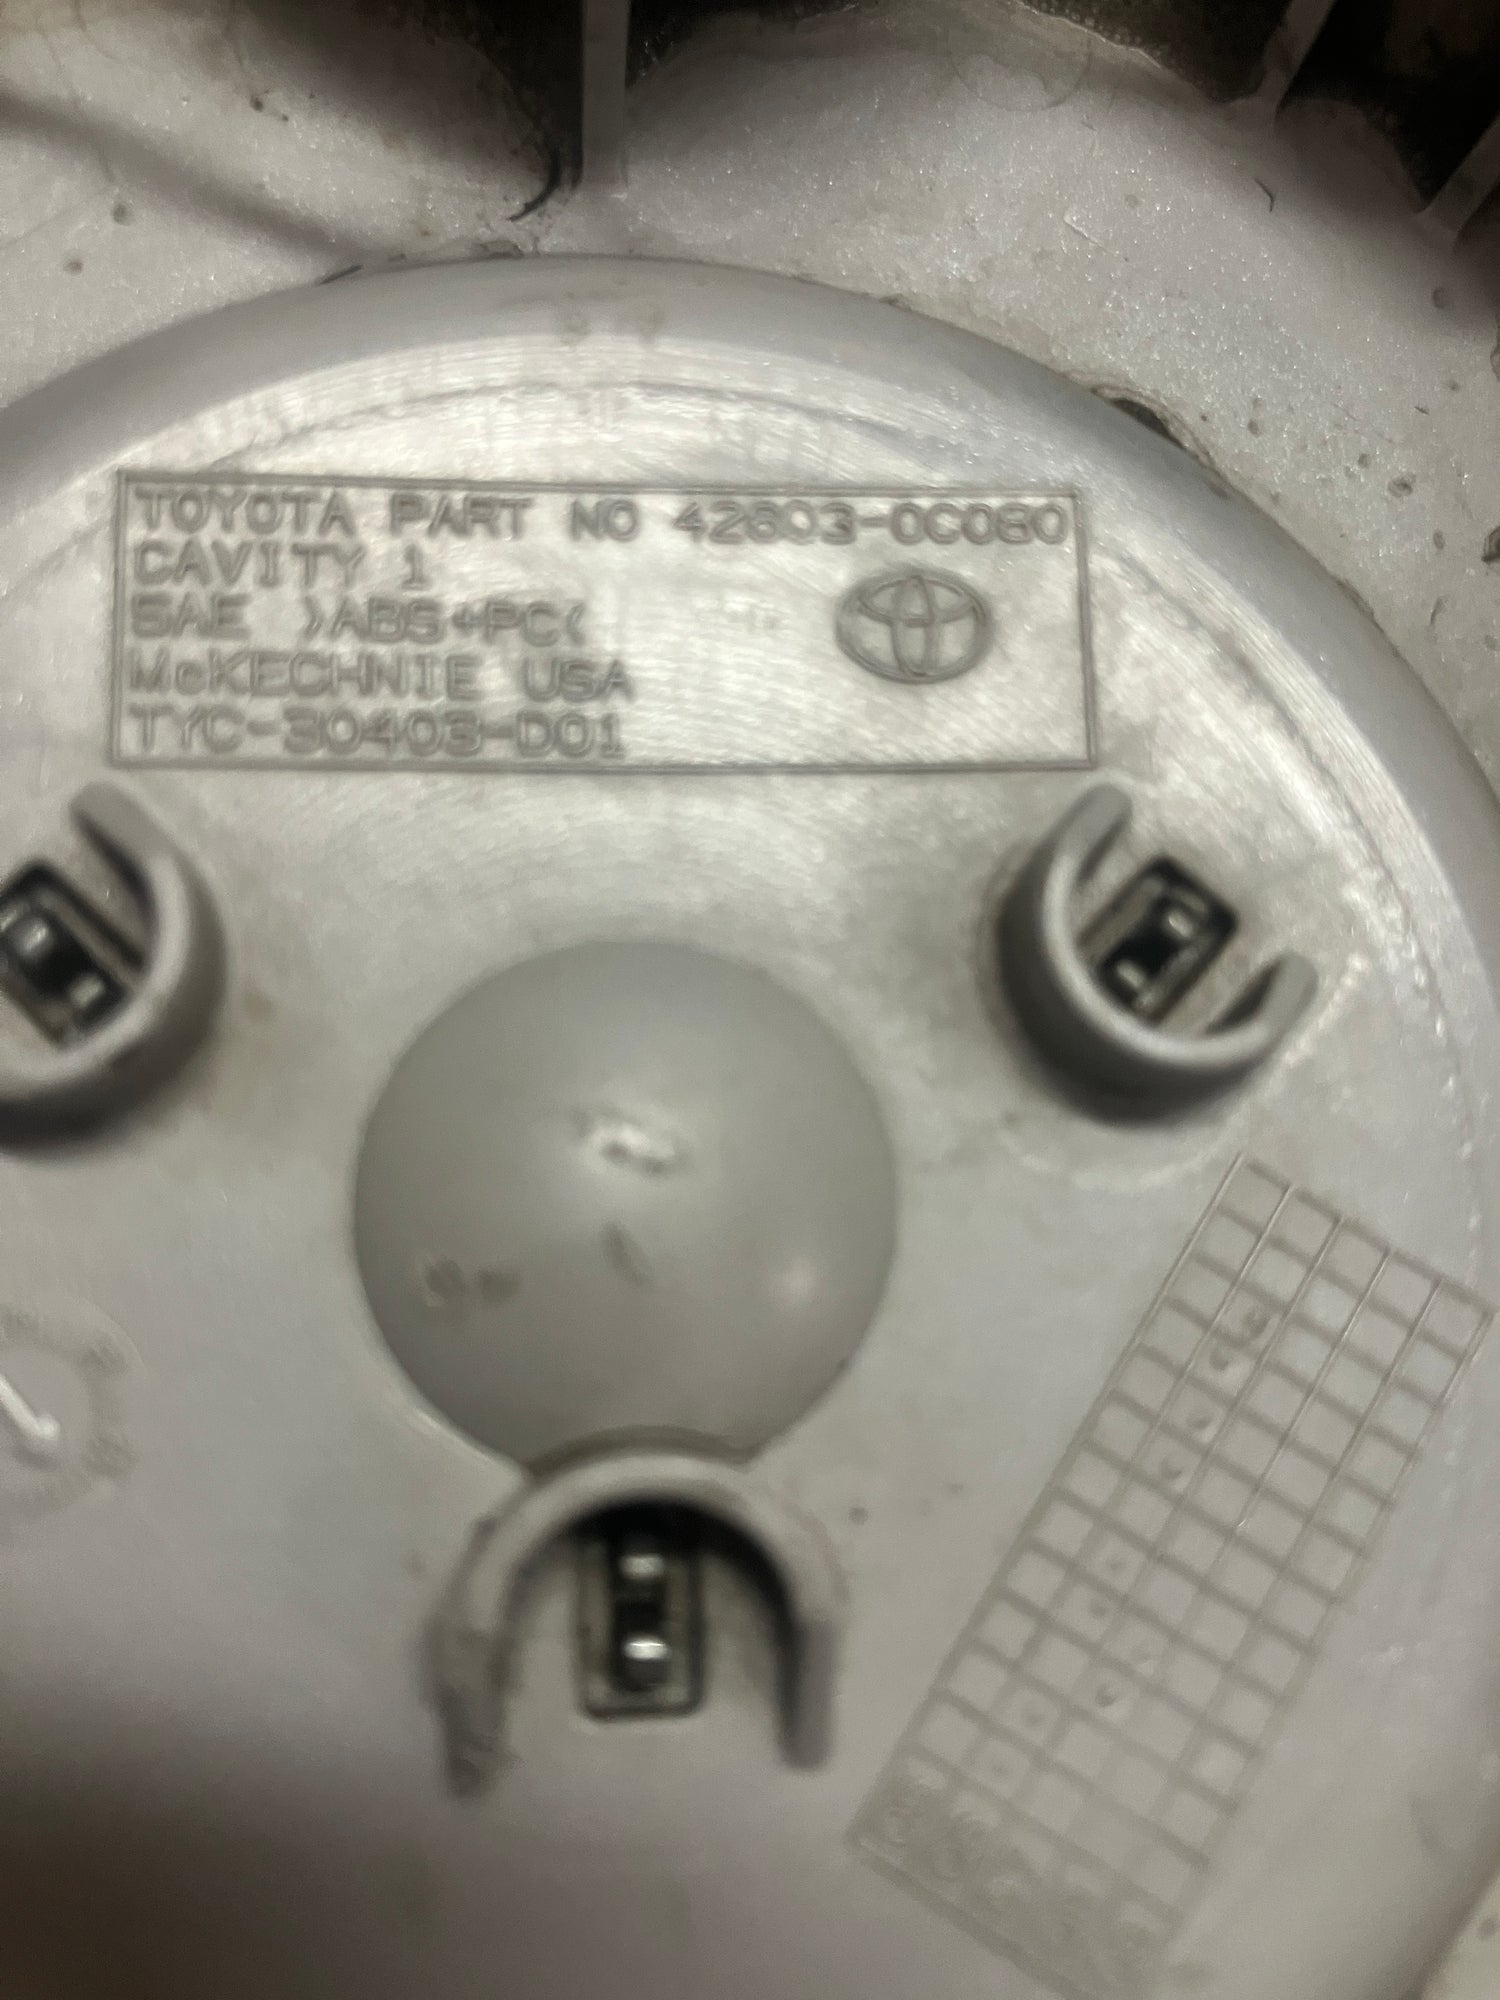 TOYOTA PART NO 42603-0C080
CAVITY 1
SAE >ABS+PC<
McKECHNIE USA
TYC-30403-D01